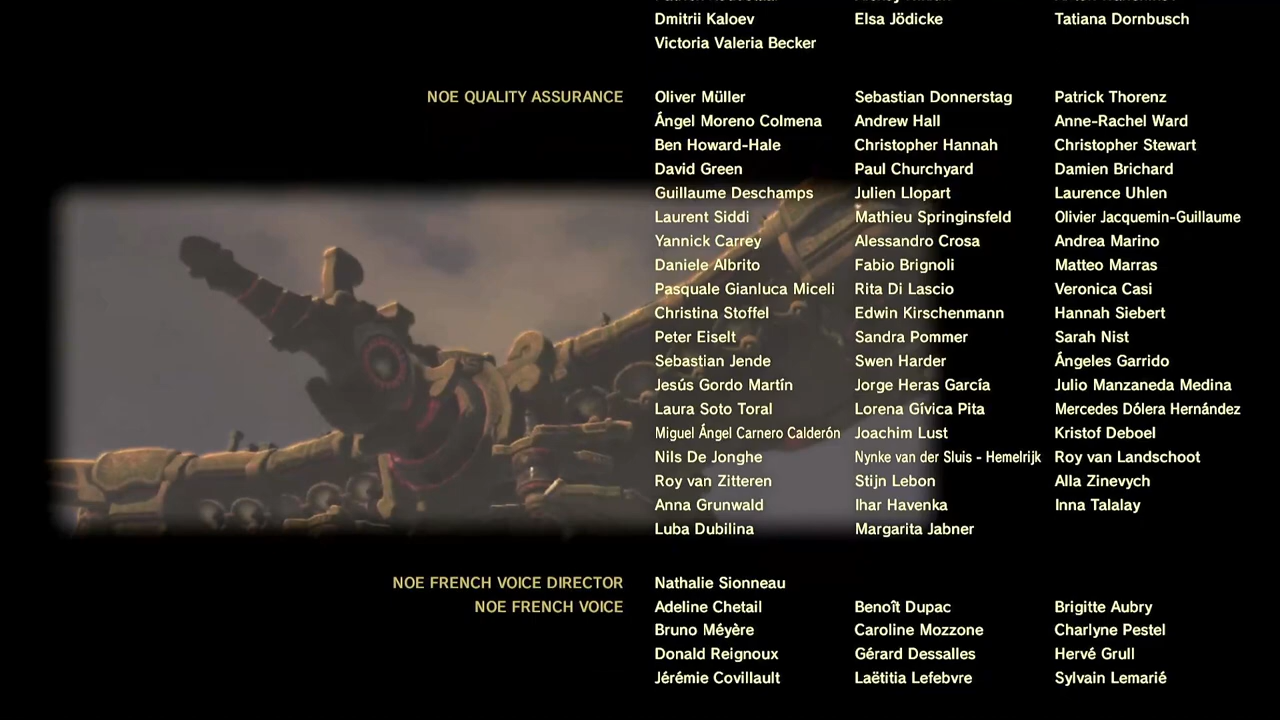 Dmitrii Kaloev Elsa Jödicke Tatiana Dornbusch
Victoria Valeria Becker
NOE QUALITY ASSURANCE Oliver Müller Sebastian Donnerstag Patrick Thorenz
Ángel Moreno Colmena Andrew Hall Anne-Rachel Ward
Ben Howard-Hale Christopher Hannah Christopher Stewart
David Green Paul Churchyard Damien Brichard
Guillaume Deschamps Julien Llopart Laurence Uhlen
Laurent Siddi Mathieu Springinsfeld Olivier Jacquemin-Guillaume
Yannick Carrey Alessandro Crosa Andrea Marino
Daniele Albrito Fabio Brignoli Matteo Marras
Pasquale Gianluca Miceli Rita Di Lascio Veronica Casi
Christina Stoffel Edwin Kirschenmann Hannah Siebert
Peter Eiselt Sandra Pommer Sarah Nist
Sebastian Jende Swen Harder Ángeles Garrido
Jesús Gordo Martín Jorge Heras García Julio Manzaneda Medina
Laura Soto Toral Lorena Gívica Pita Mercedes Dólera Hernández
Miguel Ángel Carnero Calderón Joachim Lust Kristof Deboel
Nils De Jonghe Nynke van der Sluis - Hemelrijk Roy van Landschoot
Roy van Zitteren Stijn Lebon Alla Zinevych
Anna Grunwald Ihar Havenka Inna Talalay
Luba Dubilina Margarita Jabner
NOE FRENCH VOICE DIRECTOR Nathalie Sionneau
NOE FRENCH VOICE Adeline Chetail Benoît Dupac Brigitte Aubry
Bruno Méyère Caroline Mozzone Charlyne Pestel
Donald Reignoux Gérard Dessalles Hervé Grull
Jérémie Covillault Laëtitia Lefebvre Sylvain Lemarié